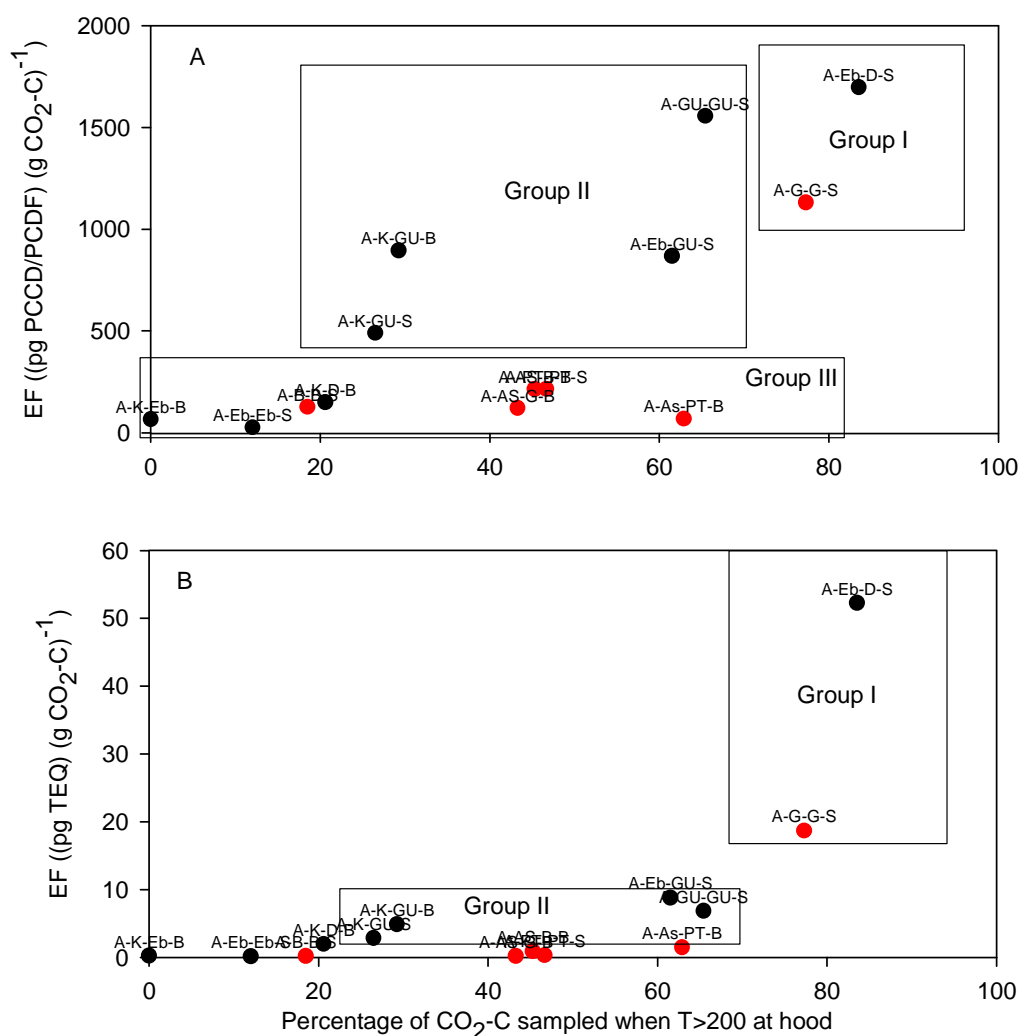 2000
A
A-Eb-D-S
A-GU-GU-S
1500
Group I
Group II
A-G-G-S
1000
A-K-GU-B
A-Eb-GU-S
A-K-GU-S
500
Group III
A-K-D-B
A-AS-G-B
A-K-Eb-B
A-As-PT-B
A-Eb-Eb-S
0
0 20 40 60 80 100
EF ((pg PCCD/PCDF) (g CO2-C)-1
60
B
A-Eb-D-S
50
40
Group I
30
20
A-G-G-S
A-Eb-GU-S
10
Group II
A-GU-GU-S
A-K-GU-B
A-K-GU-S
A-K-D-B
A-As-PT-B
A-K-Eb-B
A-Eb-Eb-S
0
0 20 40 60 80 100
EF ((pg TEQ) (g CO2-C)-1
Percentage of CO2-C sampled when T>200 at hood